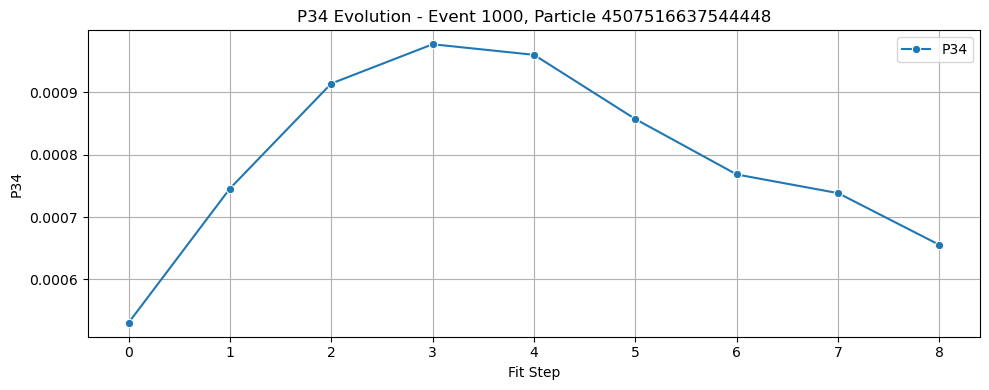 P34 Evolution - Event 1000, Particle 4507516637544448
P34
0.0009
0.0008
0.0007
0.0006
P34
0 1 2 3 4 5 6 7 8
Fit Step